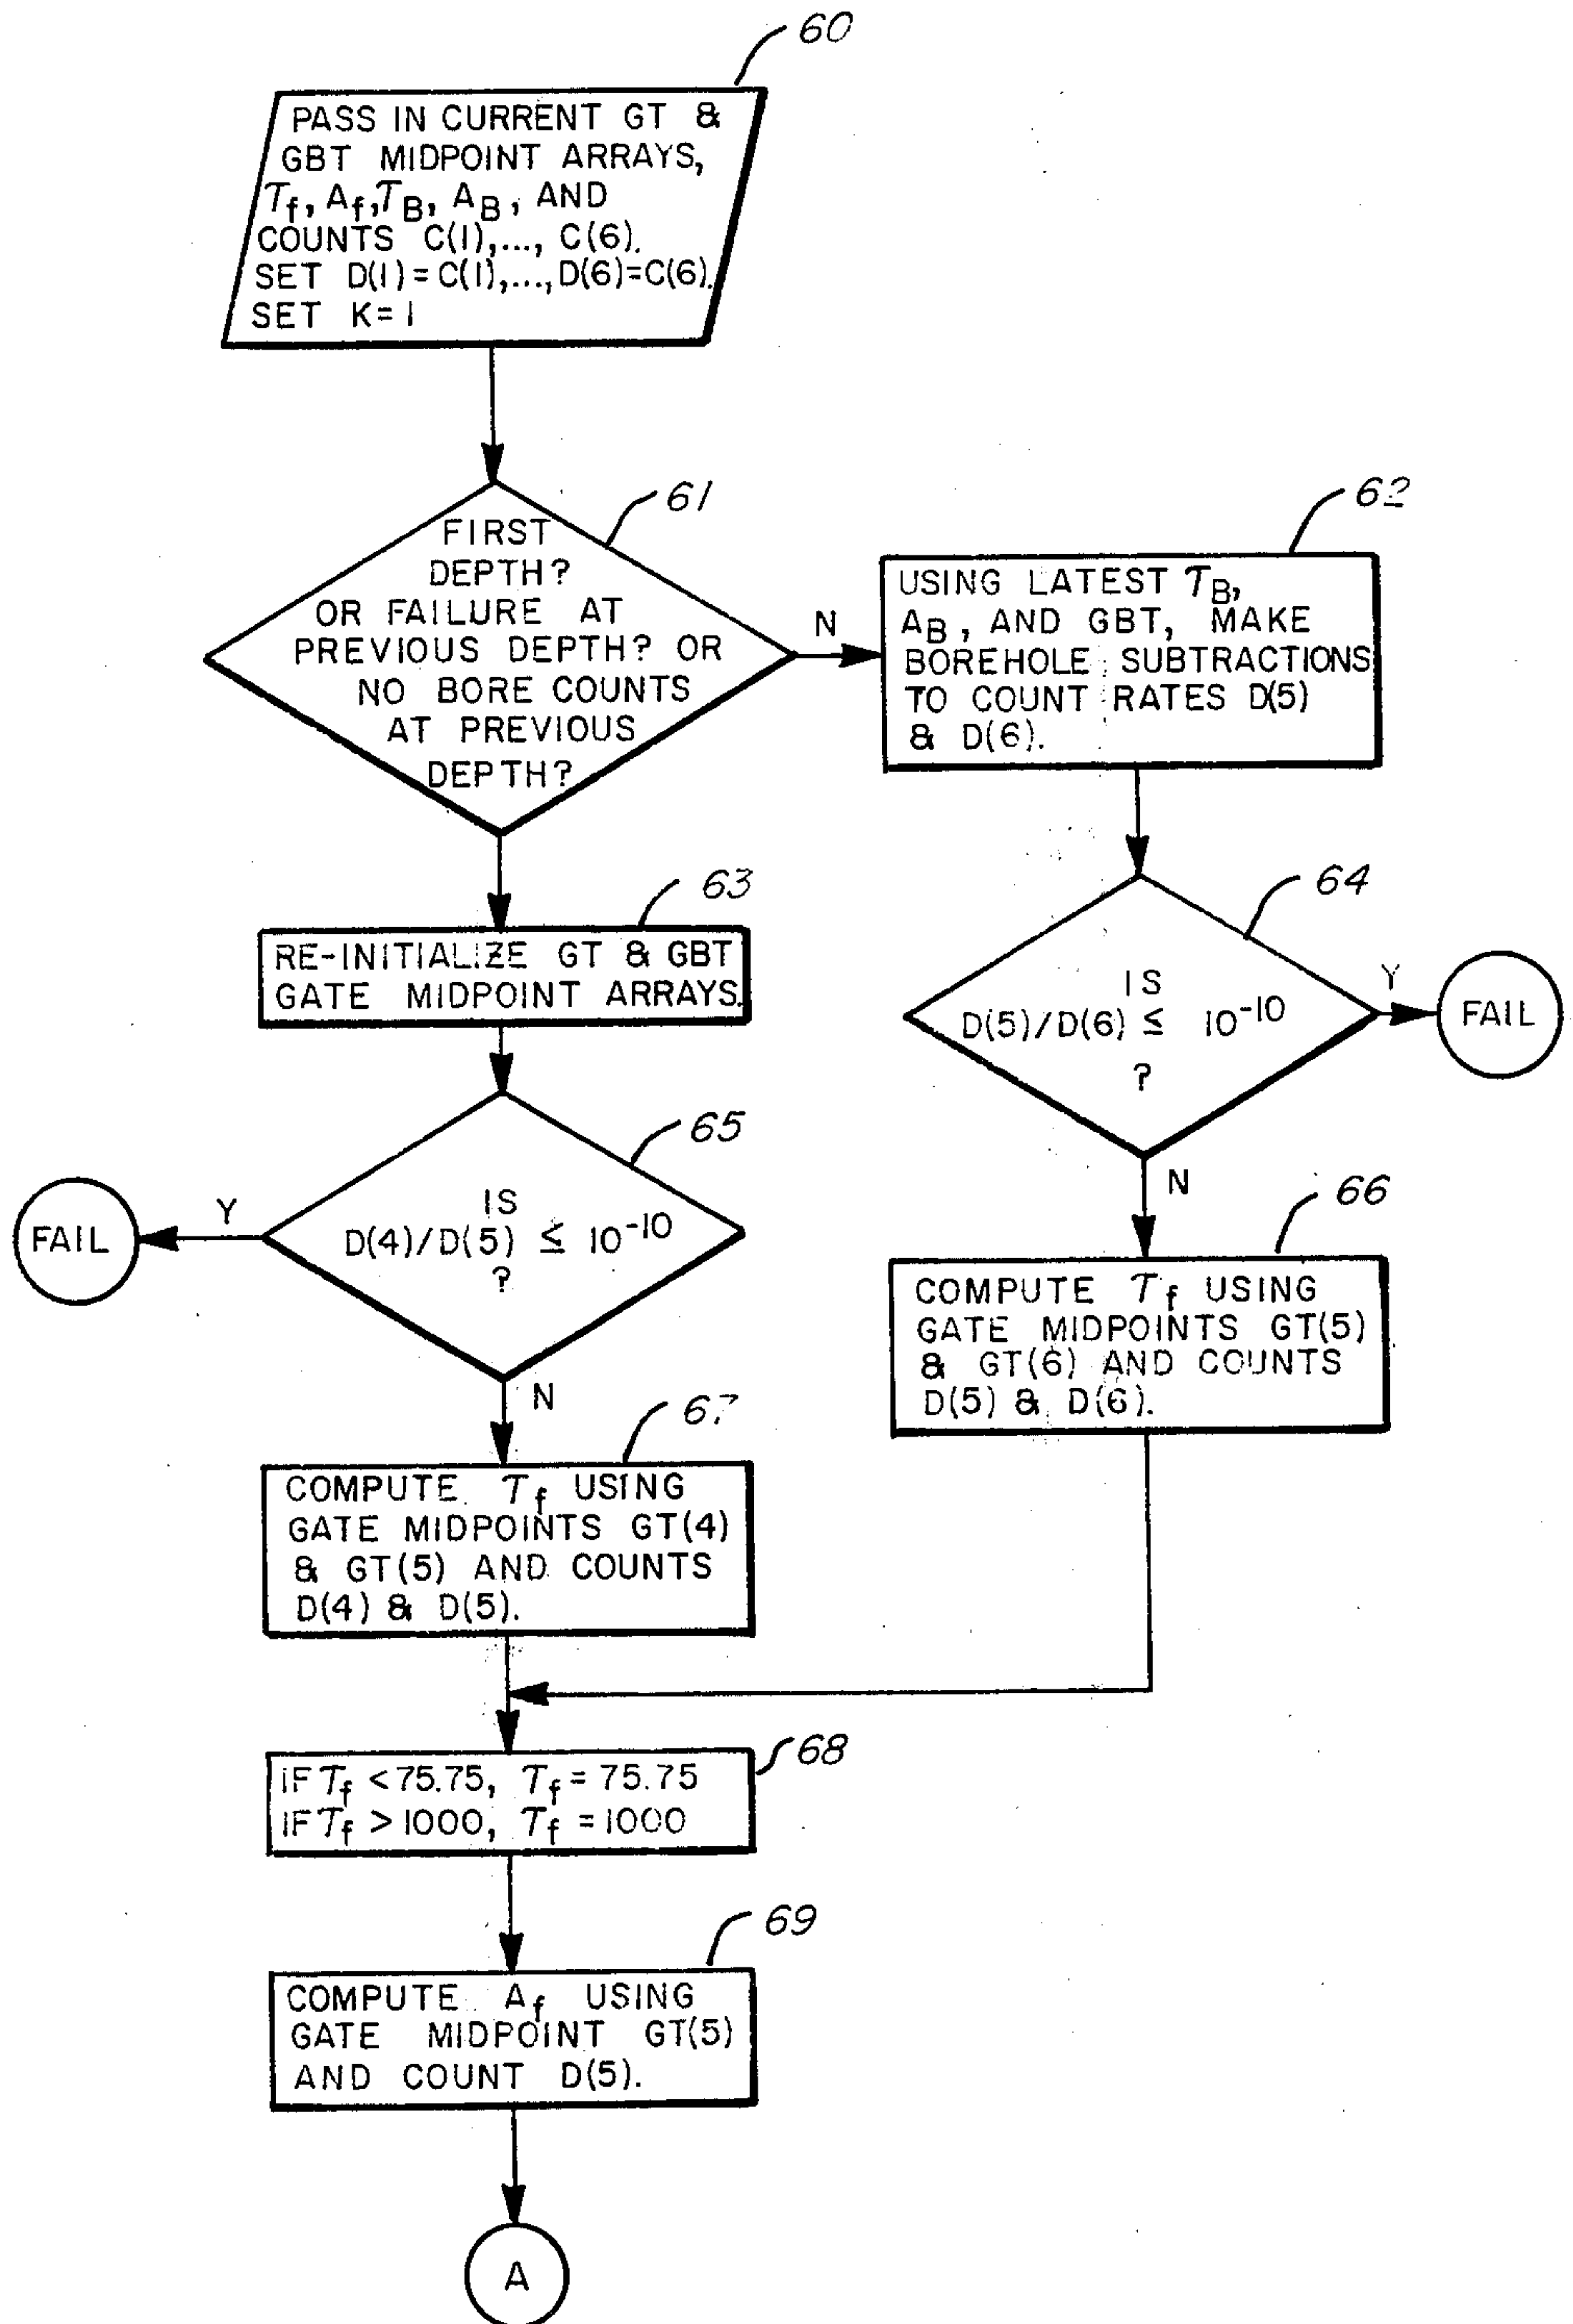 60
PASS IN CURRENT GT &
GBT MIDPOINT ARRAYS,
τf, Af, τB, AB, AND
COUNTS C(1),..., C(6).
SET D(1)=C(1),...,D(6)=C(6).
SET K=1
61
FIRST
DEPTH?
OR FAILURE AT
PREVIOUS DEPTH? OR
NO BORE COUNTS
AT PREVIOUS
DEPTH?
N
62
USING LATEST τB,
AB, AND GBT, MAKE
BOREHOLE SUBTRACTIONS
TO COUNT RATES D(5)
& D(6).
63
RE-INITIALIZE GT & GBT
GATE MIDPOINT ARRAYS.
64
IS
D(5)/D(6) ≤ 10⁻¹⁰
?
Y
FAIL
N
65
IS
D(4)/D(5) ≤ 10⁻¹⁰
?
Y
FAIL
N
66
COMPUTE τf USING
GATE MIDPOINTS GT(5)
& GT(6) AND COUNTS
D(5) & D(6).
67
COMPUTE τf USING
GATE MIDPOINTS GT(4)
& GT(5) AND COUNTS
D(4) & D(5).
68
IF τf < 75.75, τf = 75.75
IF τf > 1000, τf = 1000
69
COMPUTE Af USING
GATE MIDPOINT GT(5)
AND COUNT D(5).
A